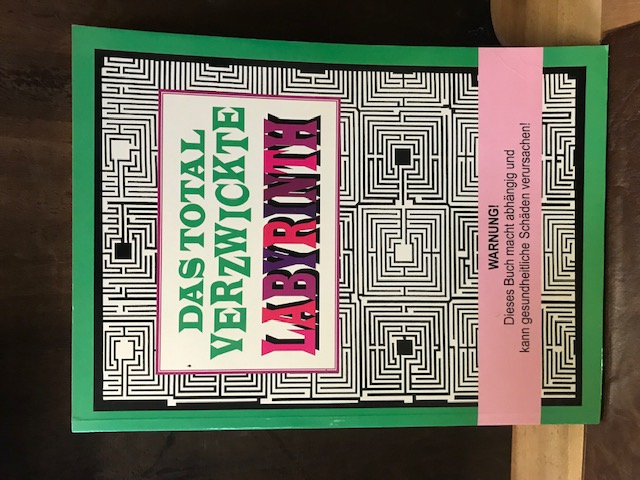 DAS TOTAL
VERZWICKTE
LABYRINTH
WARNUNG!
Dieses Buch macht abhängig und
kann gesundheitliche Schäden verursachen!